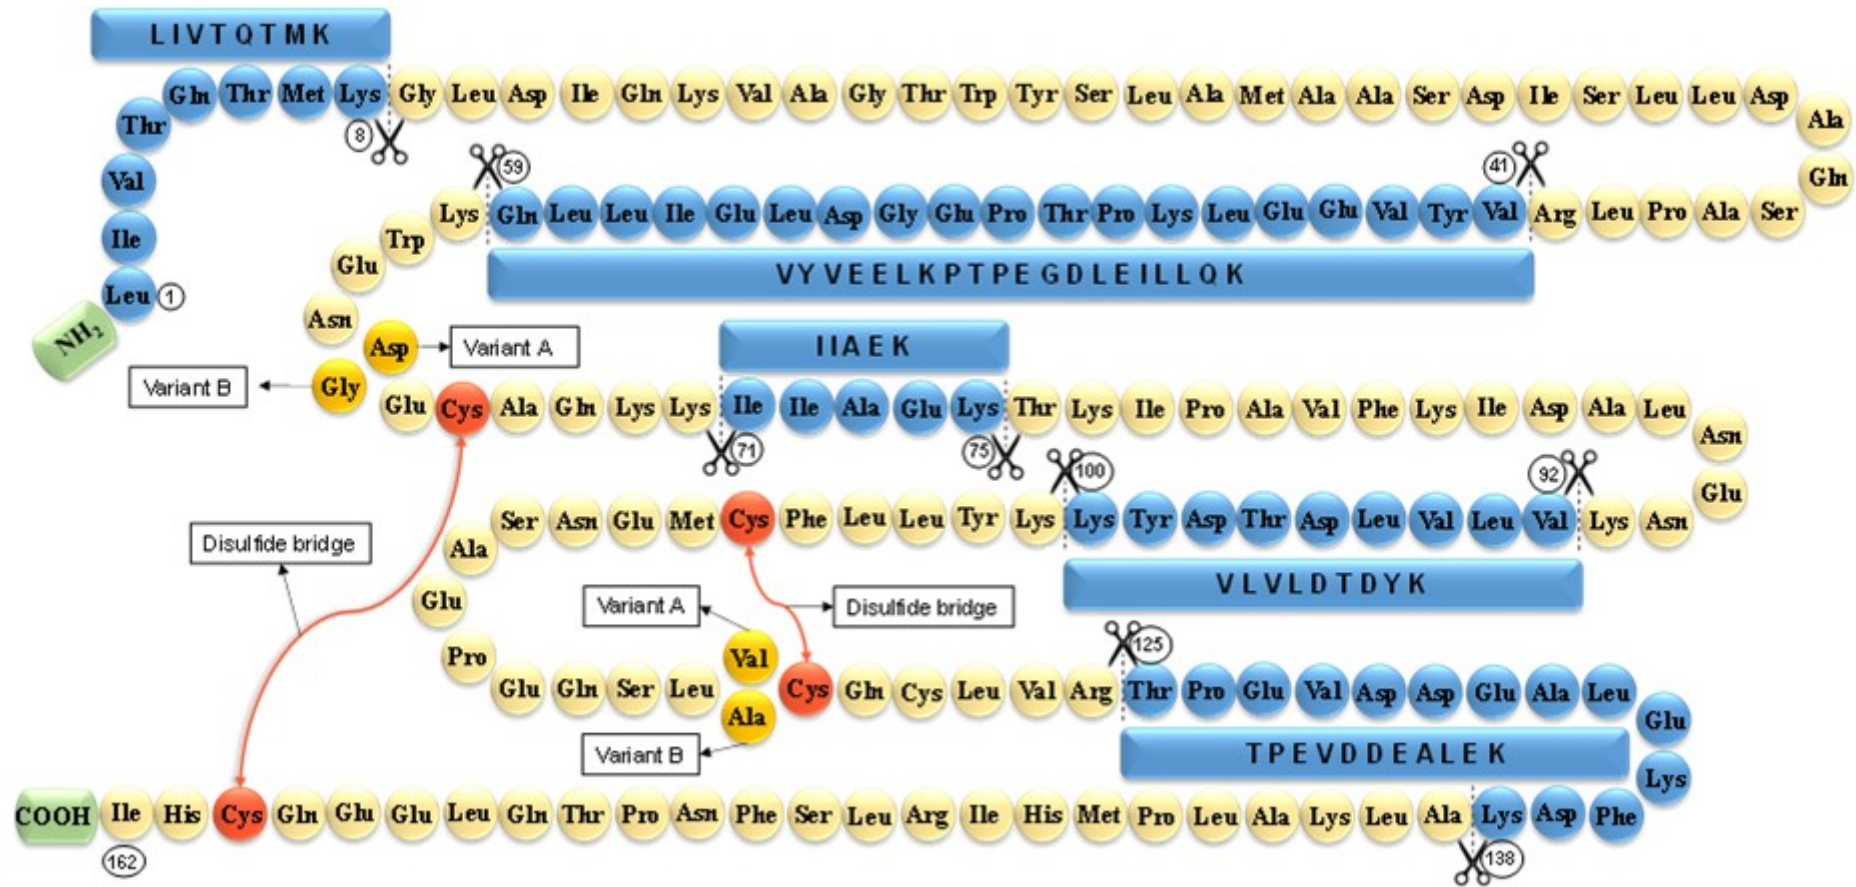 LIVTQTMK
Gln Thr Met Lys Gly Leu Asp Ile Gln Lys Val Ala Gly Thr Trp Tyr Ser Leu Ala Met Ala Ala Ser Asp Ile Ser Leu Leu Asp
Thr Ala
8
59 41
Val Gln
Lys Gln Leu Leu Ile Glu Leu Asp Gly Glu Pro Thr Pro Lys Leu Glu Glu Val Tyr Val Arg Leu Pro Ala Ser
Ile Trp
Glu VYVEELKPTPEGDLEILLQK
Leu 1
NH2 Asn
Asp Variant A IIAEK
Variant B Gly
Glu Cys Ala Gln Lys Lys Ile Ile Ala Glu Lys Thr Lys Ile Pro Ala Val Phe Lys Ile Asp Ala Leu
Asn
71 75
100 92
Glu
Ser Asn Glu Met Cys Phe Leu Leu Tyr Lys Lys Tyr Asp Thr Asp Leu Val Leu Val Lys Asn
Disulfide bridge Ala
VLVLDTDYK
Glu Variant A Disulfide bridge
125
Pro Val
Glu Gln Ser Leu Cys Gln Cys Leu Val Arg Thr Pro Glu Val Asp Asp Glu Ala Leu
Ala Glu
Variant B TPEVDDEALEK
Lys
COOH Ile His Cys Gln Glu Glu Leu Gln Thr Pro Asn Phe Ser Leu Arg Ile His Met Pro Leu Ala Lys Leu Ala Lys Asp Phe
162 138